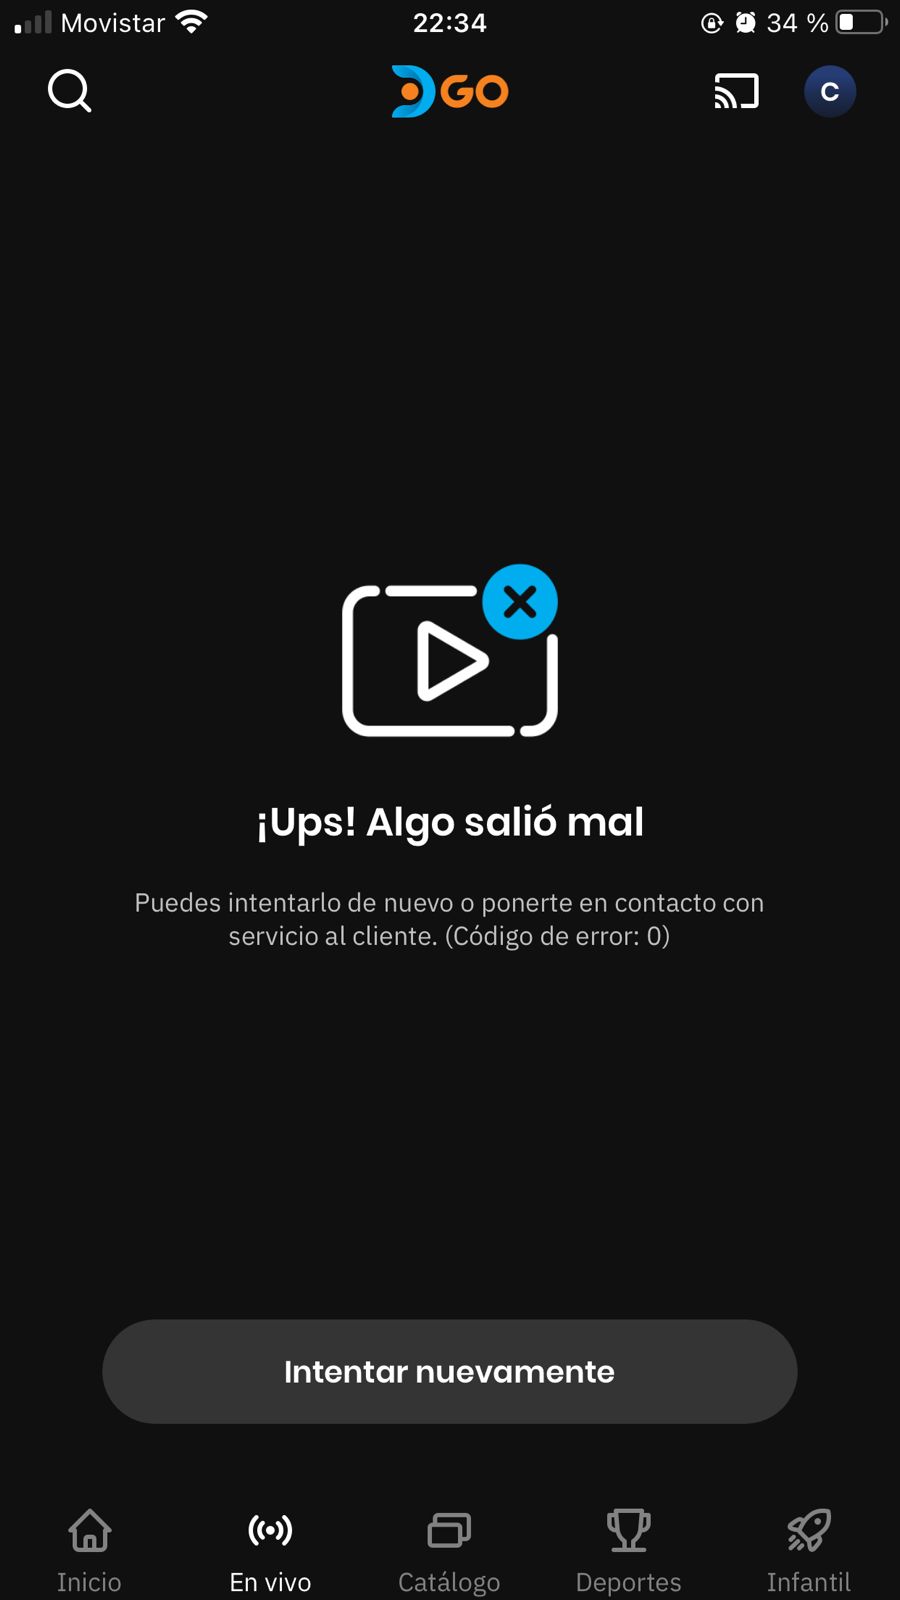 Movistar
22:34
34 %
DGO
C
¡Ups! Algo salió mal
Puedes intentarlo de nuevo o ponerte en contacto con
servicio al cliente. (Código de error: 0)
Intentar nuevamente
Inicio
En vivo
Catálogo
Deportes
Infantil